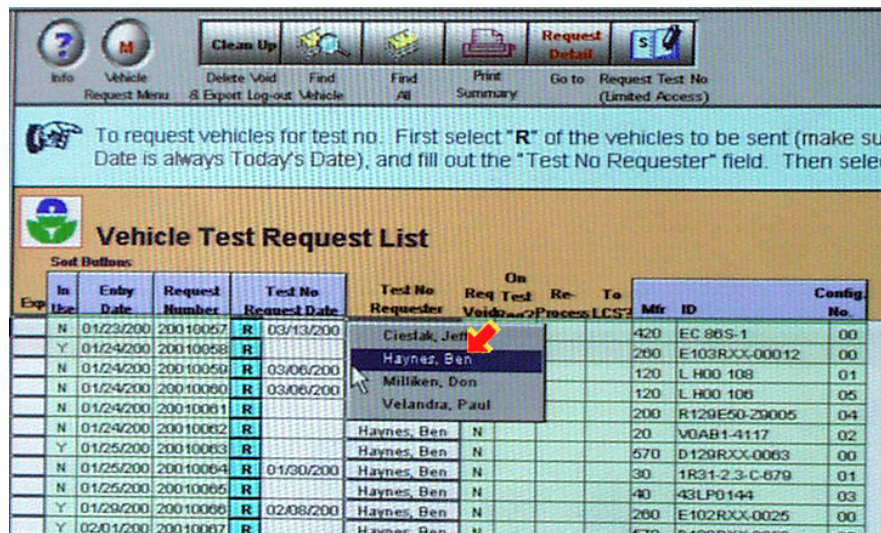 ? M Clean Up Request Detail S
Info Vehicle Request Menu Delete Void & Export Log-out Find Vehicle Find All Print Summary Go to Request Test No (Limited Access)
To request vehicles for test no. First select "R" of the vehicles to be sent (make su
Date is always Today's Date), and fill out the "Test No Requester" field. Then sele
Vehicle Test Request List
Sort Buttons
Exp In Use Entry Date Request Number Test No Request Date Test No Requester Req Void On Test Re-Process To LCS? Mfr ID Config. No.
N 01/23/200 20010057 R 03/13/200 420 EC 86S-1 00
Y 01/24/200 20010058 R 260 E103RXX-00012 00
N 01/24/200 20010059 R 03/06/200 120 L H00 108 01
N 01/24/200 20010060 R 03/06/200 120 L H00 106 05
N 01/24/200 20010061 R 200 R129E50-Z9005 04
N 01/24/200 20010062 R Haynes, Ben N 20 V0AB1-4117 02
Y 01/25/200 20010063 R Haynes, Ben N 570 D129RXX-0063 00
N 01/25/200 20010064 R 01/30/200 Haynes, Ben N 30 1R31-2.3-C-679 01
N 01/25/200 20010065 R Haynes, Ben N 40 43LP0144 03
Y 01/29/200 20010066 R 02/08/200 Haynes, Ben N 260 E102RXX-0025 00
Y 02/01/200 20010067 R Haynes, Ben
Cieslak, Jeff
Haynes, Ben
Milliken, Don
Velandra, Paul